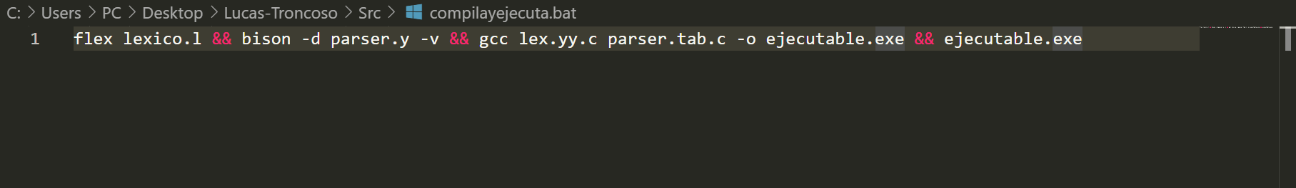 C: > Users > PC > Desktop > Lucas-Troncoso > Src > compilayejecuta.bat
1 flex lexico.l && bison -d parser.y -v && gcc lex.yy.c parser.tab.c -o ejecutable.exe && ejecutable.exe